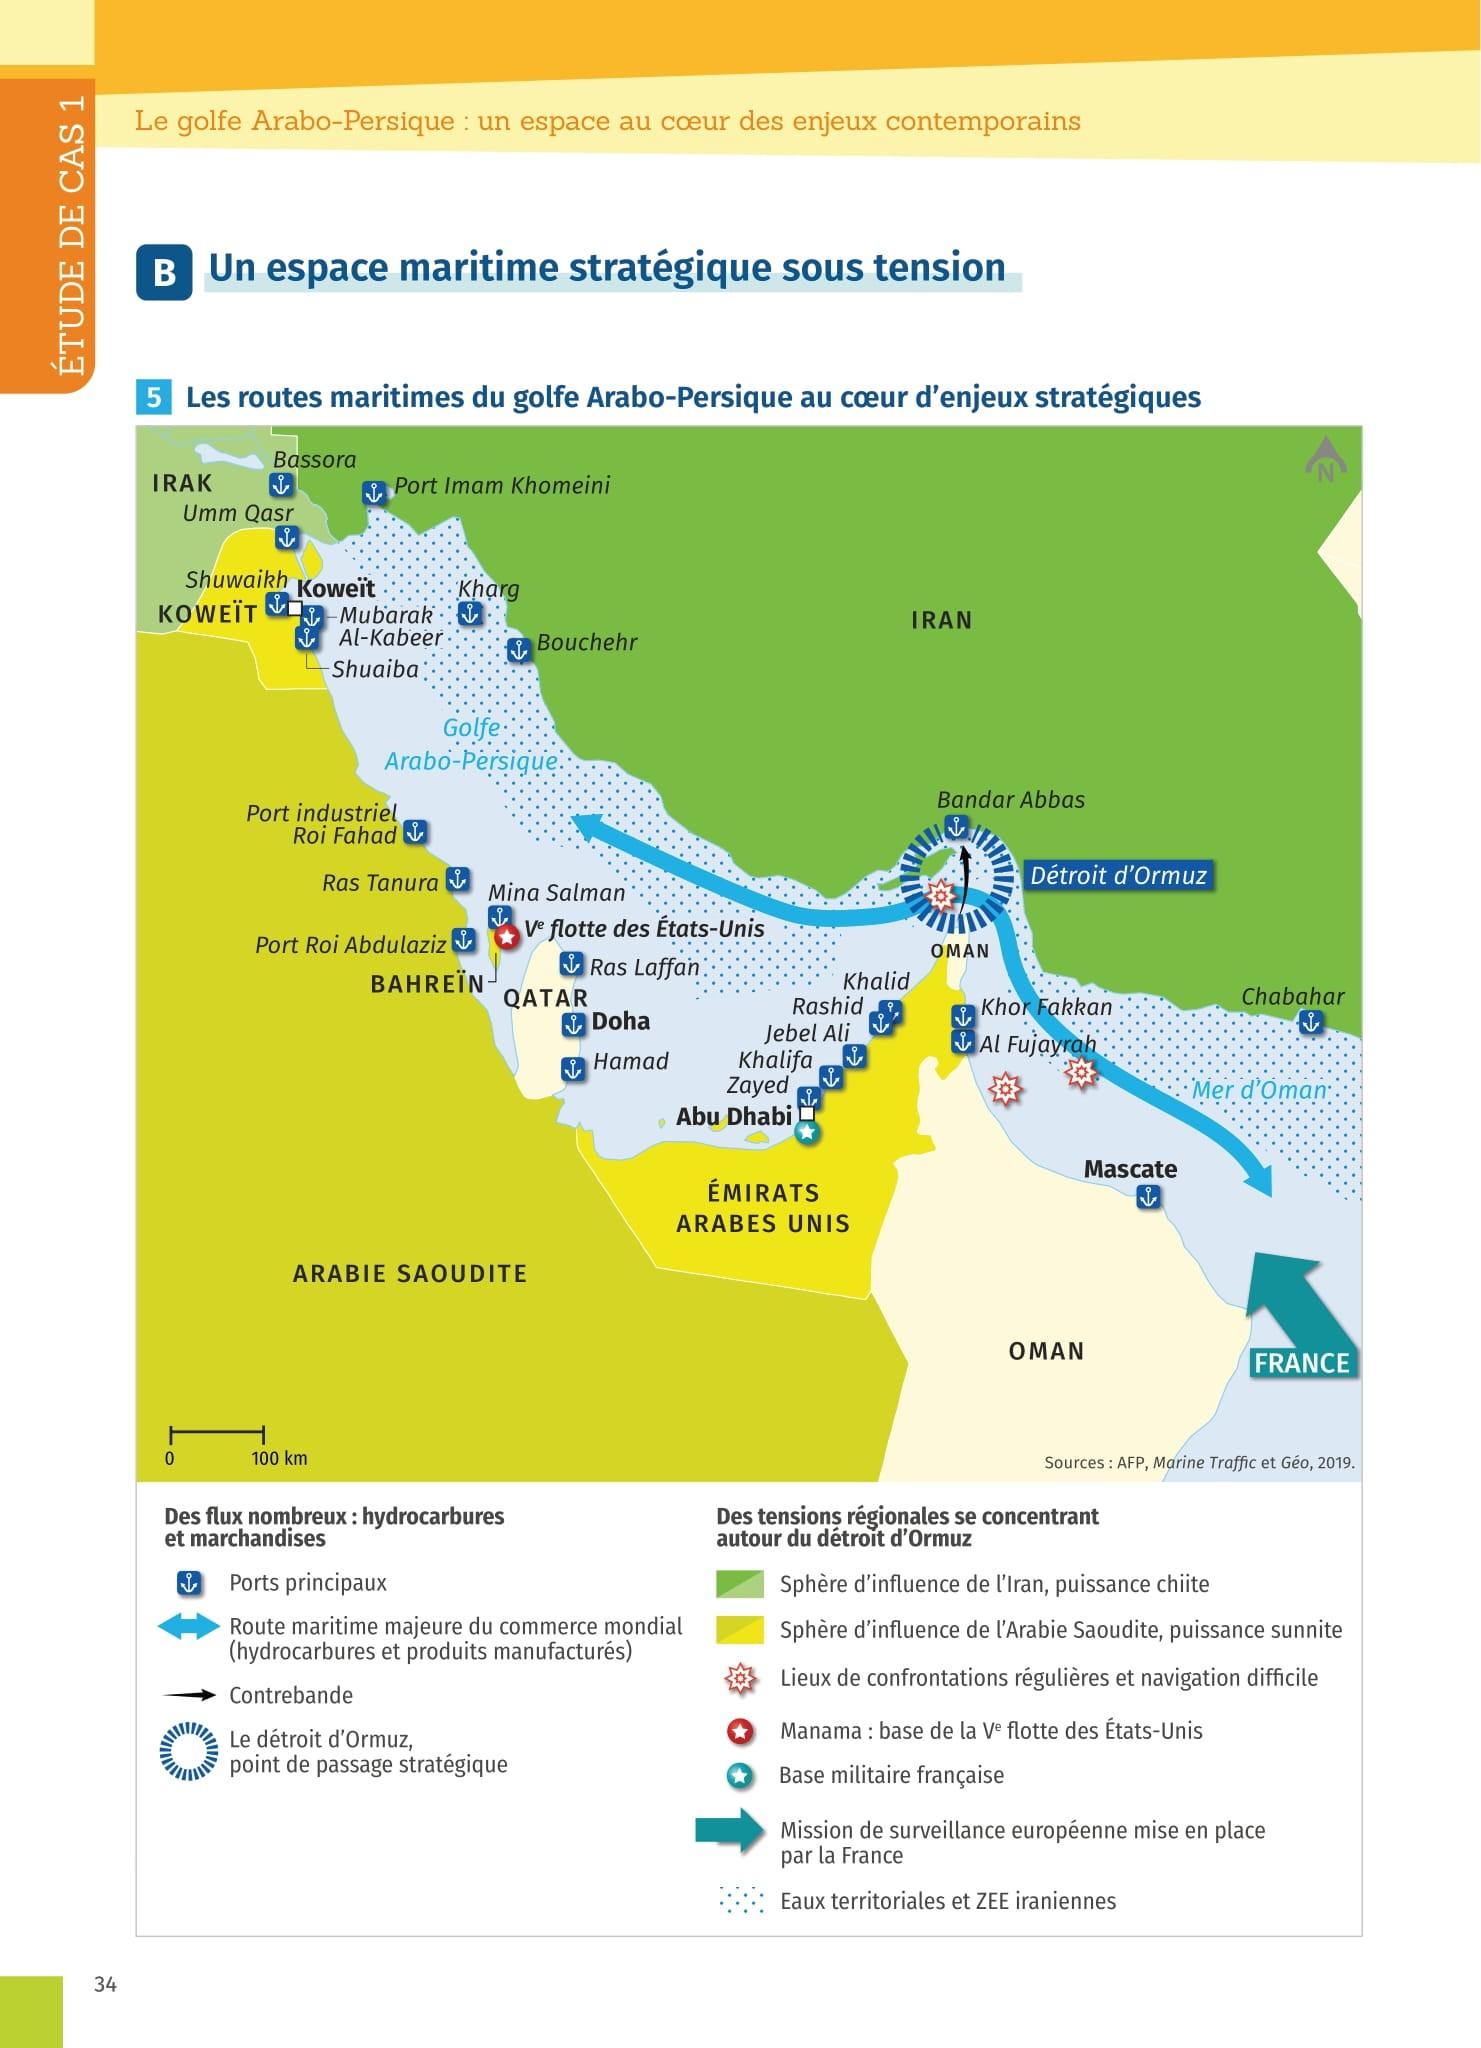 ÉTUDE DE CAS 1
Le golfe Arabo-Persique : un espace au cœur des enjeux contemporains
B Un espace maritime stratégique sous tension
5 Les routes maritimes du golfe Arabo-Persique au cœur d'enjeux stratégiques
N
Bassora
IRAK
Port Imam Khomeini
Umm Qasr
Shuwaikh
Koweït
KOWEÏT
Mubarak
Al-Kabeer
Shuaiba
Kharg
Bouchehr
IRAN
Golfe
Arabo-Persique
Port industriel
Roi Fahad
Bandar Abbas
Détroit d'Ormuz
Ras Tanura
Mina Salman
Ve flotte des États-Unis
Port Roi Abdulaziz
BAHREÏN
OMAN
Ras Laffan
QATAR
Khalid
Rashid
Doha
Jebel Ali
Khor Fakkan
Chabahar
Hamad
Khalifa
Al Fujayrah
Zayed
Mer d'Oman
Abu Dhabi
Mascate
ÉMIRATS
ARABES UNIS
ARABIE SAOUDITE
OMAN
FRANCE
0 100 km
Sources : AFP, Marine Traffic et Géo, 2019.
Des flux nombreux : hydrocarbures
et marchandises
Ports principaux
Route maritime majeure du commerce mondial
(hydrocarbures et produits manufacturés)
Contrebande
Le détroit d'Ormuz,
point de passage stratégique
Des tensions régionales se concentrant
autour du détroit d'Ormuz
Sphère d'influence de l'Iran, puissance chiite
Sphère d'influence de l'Arabie Saoudite, puissance sunnite
Lieux de confrontations régulières et navigation difficile
Manama : base de la Ve flotte des États-Unis
Base militaire française
Mission de surveillance européenne mise en place
par la France
Eaux territoriales et ZEE iraniennes
34